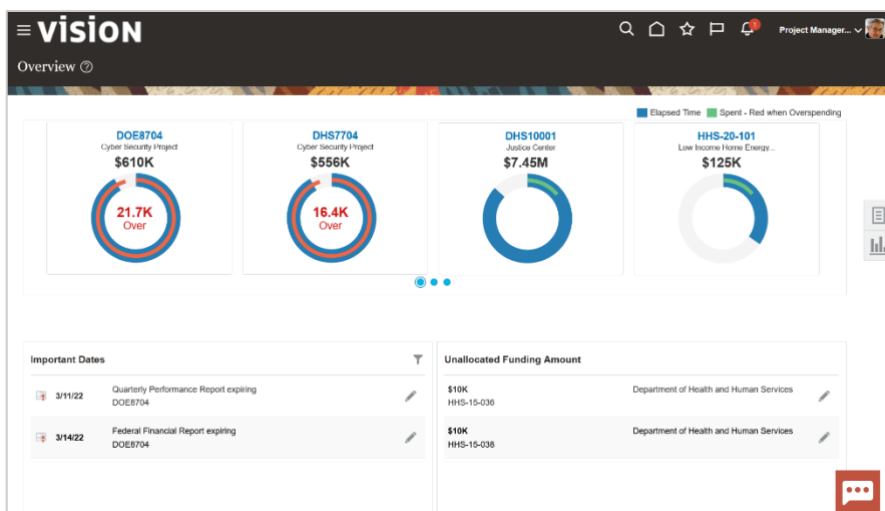 vision
1
Project Manager...
Overview
Elapsed Time Spent - Red when Overspending
DOE8704
Cyber Security Project
$610K
21.7K
Over
DHS7704
Cyber Security Project
$556K
16.4K
Over
DHS10001
Justice Center
$7.45M
HHS-20-101
Low Income Home Energy...
$125K
Important Dates
3/11/22
Quarterly Performance Report expiring
DOE8704
3/14/22
Federal Financial Report expiring
DOE8704
Unallocated Funding Amount
$10K
Department of Health and Human Services
HHS-15-036
$10K
Department of Health and Human Services
HHS-15-038